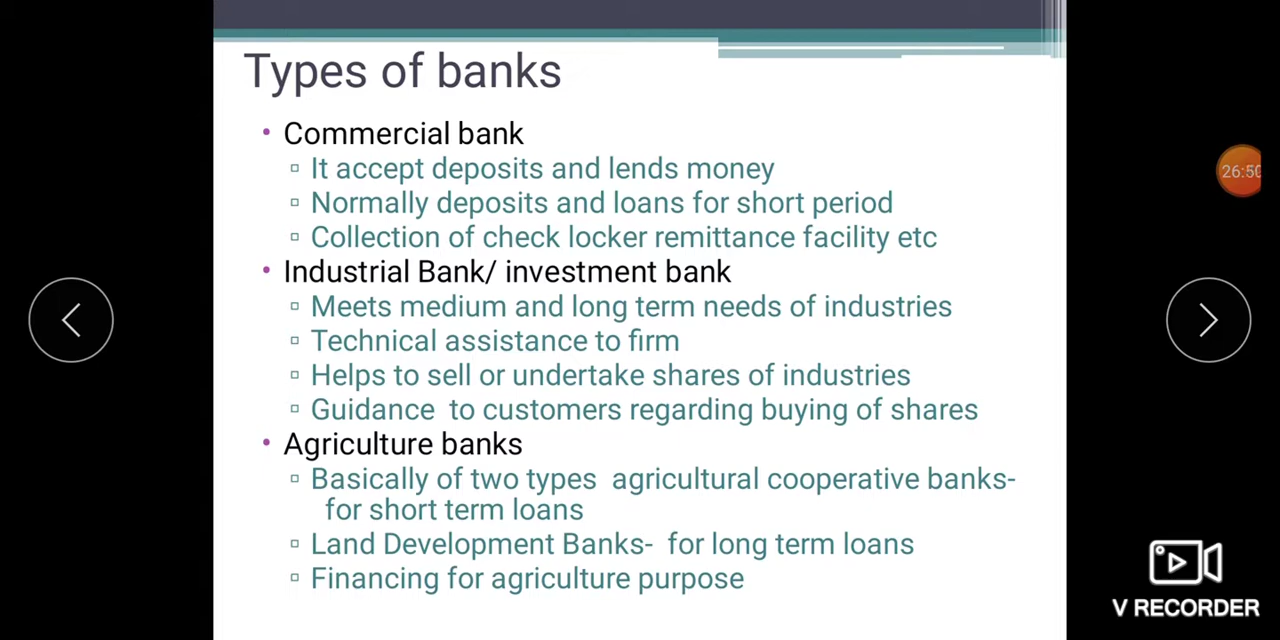 Types of banks
Commercial bank
It accept deposits and lends money
Normally deposits and loans for short period
Collection of check locker remittance facility etc
Industrial Bank/ investment bank
Meets medium and long term needs of industries
Technical assistance to firm
Helps to sell or undertake shares of industries
Guidance to customers regarding buying of shares
Agriculture banks
Basically of two types agricultural cooperative banks-
for short term loans
Land Development Banks- for long term loans
Financing for agriculture purpose
26:50
V RECORDER